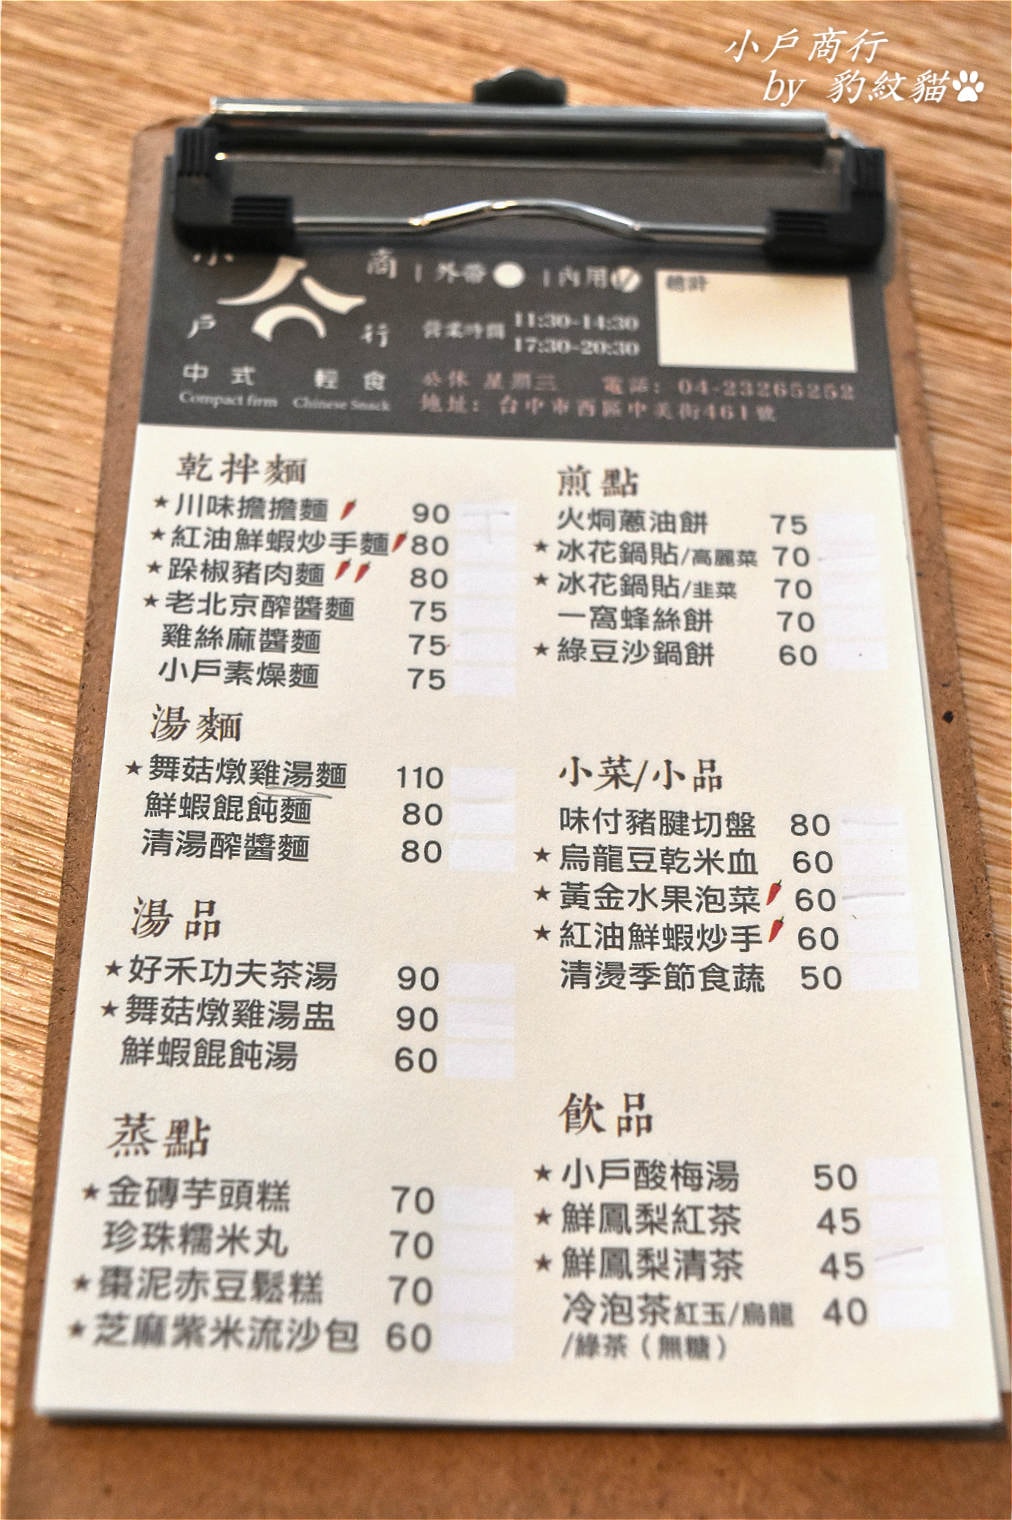 小戶商行
by 豹紋貓
小戶商行
外帶 內用 總計
營業時間 11:30-14:30
17:30-20:30
中式 輕食
Compact firm Chinese Snack
公休 星期三 電話: 04-23265252
地址: 台中市西區中美街461號
乾拌麵
★川味擔擔麵 90
★紅油鮮蝦炒手麵 80
★跺椒豬肉麵 80
★老北京醡醬麵 75
雞絲麻醬麵 75
小戶素燥麵 75
湯麵
★舞菇燉雞湯麵 110
鮮蝦餛飩麵 80
清湯醡醬麵 80
湯品
★好禾功夫茶湯 90
★舞菇燉雞湯盅 90
鮮蝦餛飩湯 60
蒸點
★金磚芋頭糕 70
珍珠糯米丸 70
★棗泥赤豆鬆糕 70
★芝麻紫米流沙包 60
煎點
火焗蔥油餅 75
★冰花鍋貼/高麗菜 70
★冰花鍋貼/韭菜 70
一窩蜂絲餅 70
★綠豆沙鍋餅 60
小菜/小品
味付豬腱切盤 80
★烏龍豆乾米血 60
★黃金水果泡菜 60
★紅油鮮蝦炒手 60
清燙季節食蔬 50
飲品
★小戶酸梅湯 50
★鮮鳳梨紅茶 45
★鮮鳳梨清茶 45
冷泡茶紅玉/烏龍 40
/綠茶（無糖）